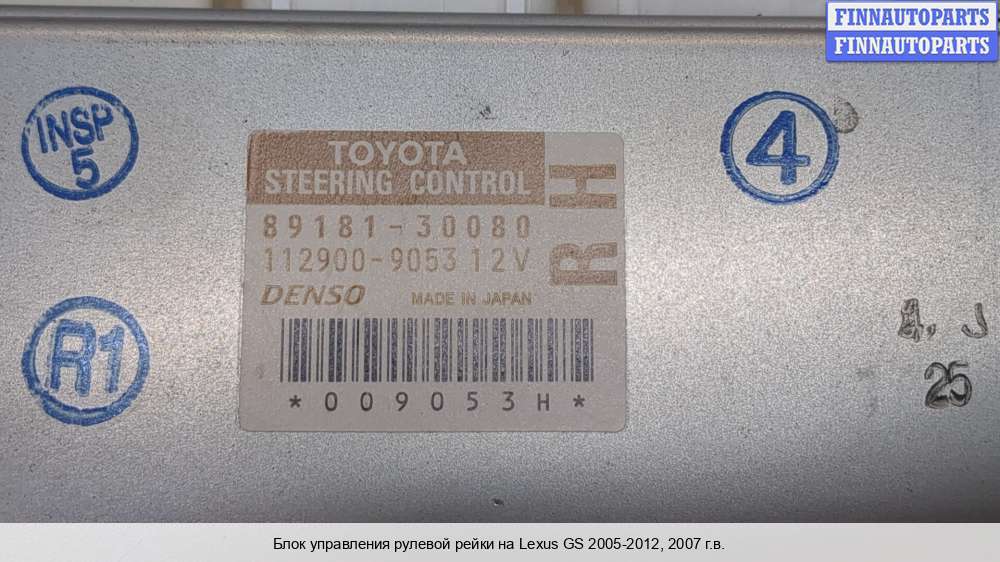 FINNAUTOPARTS
FINNAUTOPARTS
INSP
5
4
TOYOTA
STEERING CONTROL
RH
89181-30080
112900-9053 12V
DENSO MADE IN JAPAN
*009053H*
R1
25
Блок управления рулевой рейки на Lexus GS 2005-2012, 2007 г.в.